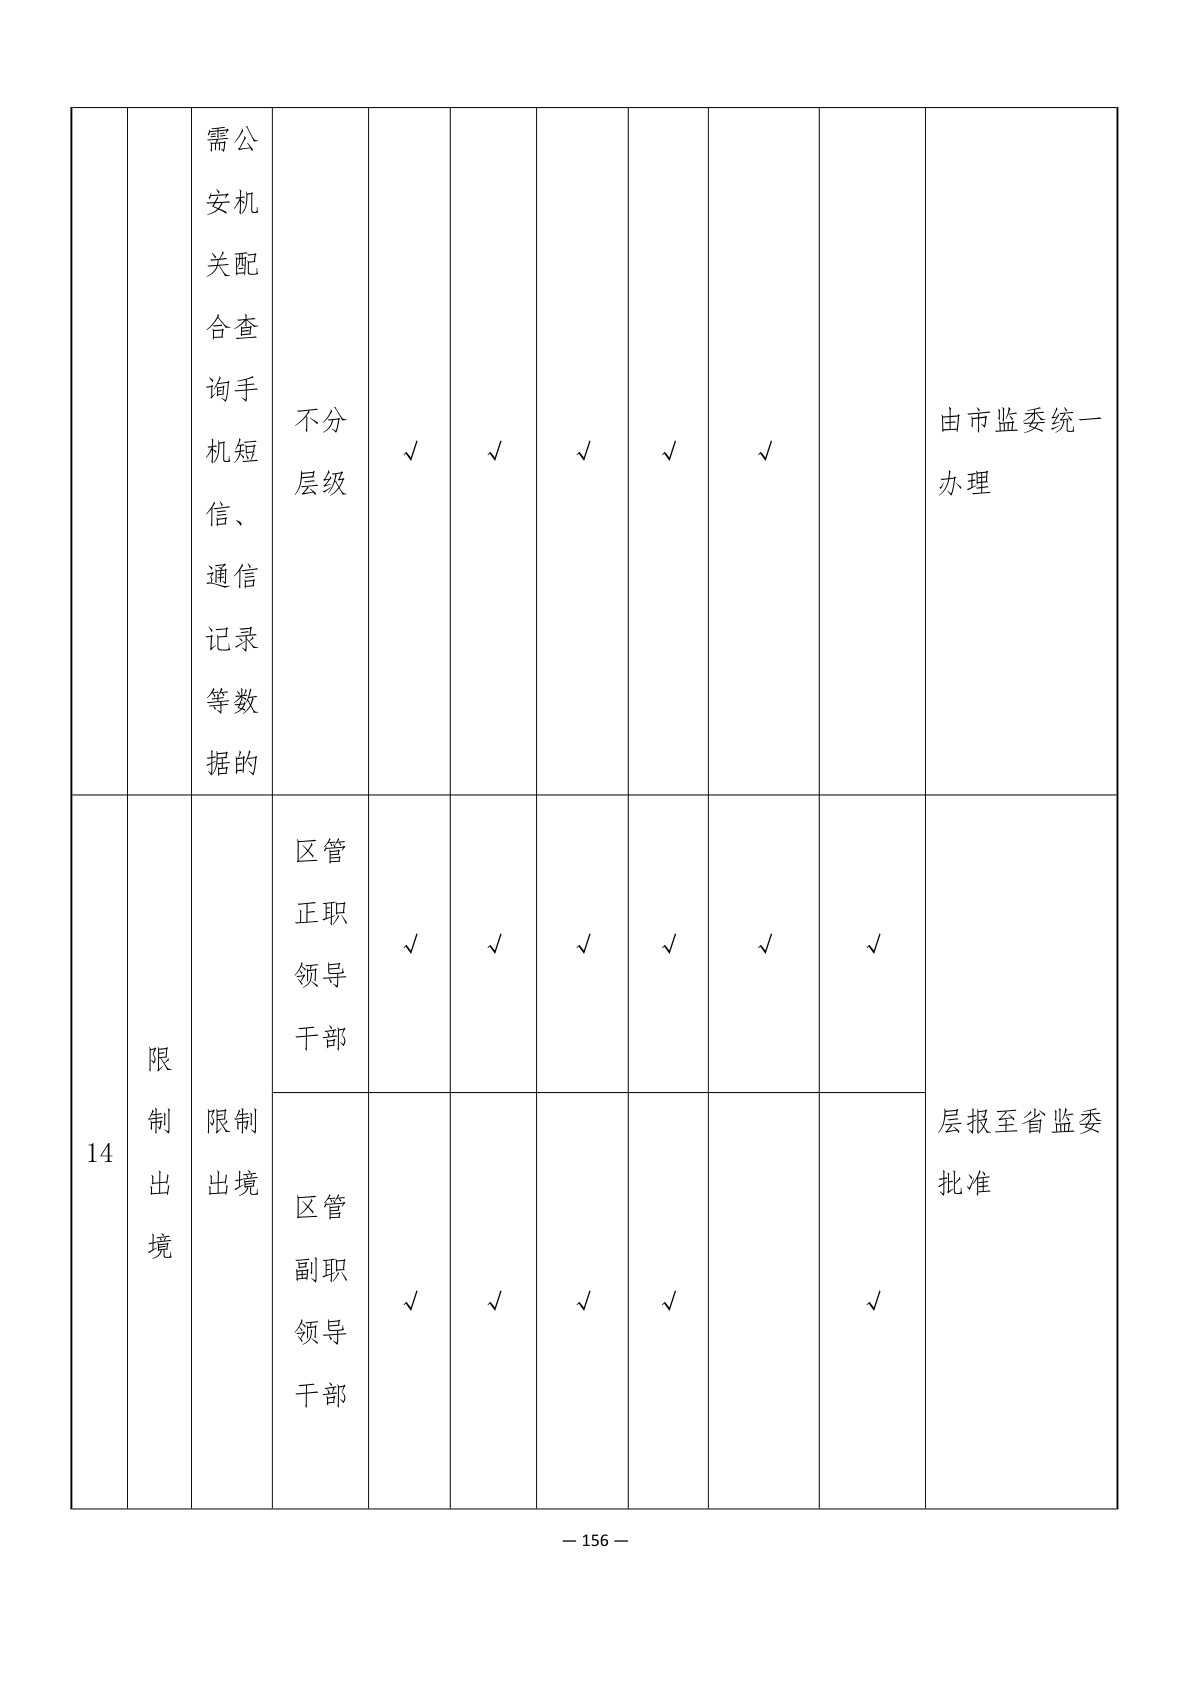 需公
安机
关配
合查
询手
机短
信、
通信
记录
等数
据的
不分
层级
√ √ √ √ √
由市监委统一
办理
14
限
制
出
境
限制
出境
区管
正职
领导
干部
√ √ √ √ √ √
区管
副职
领导
干部
√ √ √ √ √
层报至省监委
批准
— 156 —